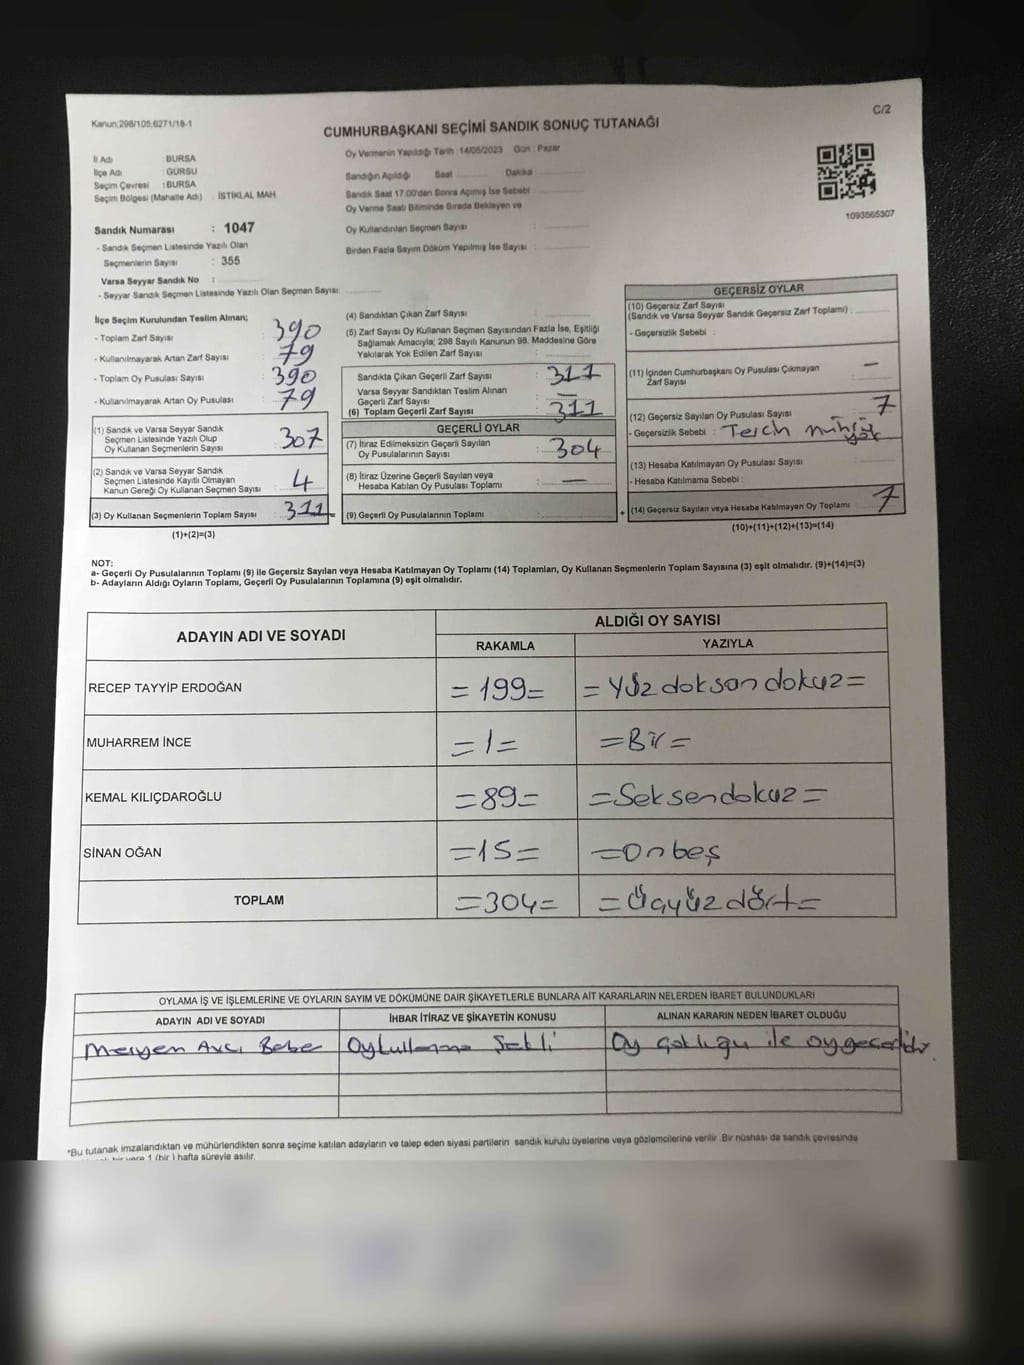 Kanun;298/105;6271/18-1
C/2
CUMHURBAŞKANI SEÇİMİ SANDIK SONUÇ TUTANAĞI
İl Adı : BURSA
İlçe Adı : GÜRSU
Seçim Çevresi : BURSA
Seçim Bölgesi (Mahalle Adı) : İSTİKLAL MAH
Sandık Numarası : 1047
- Sandık Seçmen Listesinde Yazılı Olan
Seçmenlerin Sayısı : 355
Varsa Seyyar Sandık No :
- Seyyar Sandık Seçmen Listesinde Yazılı Olan Seçmen Sayısı:
Oy Vermenin Yapıldığı Tarih : 14/05/2023 Gün : Pazar
Sandığın Açıldığı Saat Dakika
Sandık Saat 17.00'den Sonra Açımış İse Sebebi
Oy Verme Saati Bitiminde Sırada Bekleyen ve
Oy Kullandırılan Seçmen Sayısı :
Birden Fazla Sayım Döküm Yapılmış İse Sayısı :
1093565307
İlçe Seçim Kurulundan Teslim Alınan;
- Toplam Zarf Sayısı : 390
- Kullanılmayarak Artan Zarf Sayısı : 79
- Toplam Oy Pusulası Sayısı : 390
- Kullanılmayarak Artan Oy Pusulası : 79
(1) Sandık ve Varsa Seyyar Sandık
Seçmen Listesinde Yazılı Olup
Oy Kullanan Seçmenlerin Sayısı : 307
(2) Sandık ve Varsa Seyyar Sandık
Seçmen Listesinde Kayıtlı Olmayan
Kanun Gereği Oy Kullanan Seçmen Sayısı : 4
(3) Oy Kullanan Seçmenlerin Toplam Sayısı : 311
(1)+(2)=(3)
(4) Sandıktan Çıkan Zarf Sayısı :
(5) Zarf Sayısı Oy Kullanan Seçmen Sayısından Fazla İse, Eşitliği
Sağlamak Amacıyla; 298 Sayılı Kanunun 98. Maddesine Göre
Yakılarak Yok Edilen Zarf Sayısı :
Sandıkta Çıkan Geçerli Zarf Sayısı : 311
Varsa Seyyar Sandıktan Teslim Alınan
Geçerli Zarf Sayısı : —
(6) Toplam Geçerli Zarf Sayısı : 311
GEÇERLİ OYLAR
(7) İtiraz Edilmeksizin Geçerli Sayılan
Oy Pusulalarının Sayısı : 304
(8) İtiraz Üzerine Geçerli Sayılan veya
Hesaba Katılan Oy Pusulası Toplamı : —
(9) Geçerli Oy Pusulalarının Toplamı :
GEÇERSİZ OYLAR
(10) Geçersiz Zarf Sayısı
(Sandık ve Varsa Seyyar Sandık Geçersiz Zarf Toplamı) :
- Geçersizlik Sebebi :
(11) İçinden Cumhurbaşkanı Oy Pusulası Çıkmayan
Zarf Sayısı : —
(12) Geçersiz Sayılan Oy Pusulası Sayısı : 7
- Geçersizlik Sebebi : Tercih mührü
yok
(13) Hesaba Katılmayan Oy Pusulası Sayısı :
- Hesaba Katılmama Sebebi :
+ (14) Geçersiz Sayılan veya Hesaba Katılmayan Oy Toplamı : 7
(10)+(11)+(12)+(13)=(14)
NOT:
a- Geçerli Oy Pusulalarının Toplamı (9) ile Geçersiz Sayılan veya Hesaba Katılmayan Oy Toplamı (14) Toplamları, Oy Kullanan Seçmenlerin Toplam Sayısına (3) eşit olmalıdır. (9)+(14)=(3)
b- Adayların Aldığı Oyların Toplamı, Geçerli Oy Pusulalarının Toplamına (9) eşit olmalıdır.
ADAYIN ADI VE SOYADI
ALDIĞI OY SAYISI
RAKAMLA YAZIYLA
RECEP TAYYİP ERDOĞAN =199= =Yüz doksan dokuz=
MUHARREM İNCE =1= =Bir=
KEMAL KILIÇDAROĞLU =89= =Seksendokuz=
SİNAN OĞAN =15= =Onbeş
TOPLAM =304= =Üçyüz dört=
OYLAMA İŞ VE İŞLEMLERİNE VE OYLARIN SAYIM VE DÖKÜMÜNE DAİR ŞİKAYETLERLE BUNLARA AİT KARARLARIN NELERDEN İBARET BULUNDUKLARI
ADAYIN ADI VE SOYADI İHBAR İTİRAZ VE ŞİKAYETİN KONUSU ALINAN KARARIN NEDEN İBARET OLDUĞU
Meryem Avcı Beber Oy kullanma Şekli Oy çokluğu ile oy geçerlidir.
*Bu tutanak imzalandıktan ve mühürlendikten sonra seçime katılan adayların ve talep eden siyasi partilerin sandık kurulu üyelerine veya gözlemcilerine verilir .Bir nüshası da sandık çevresinde
bir yere 1 (bir ) hafta süreyle asılır.